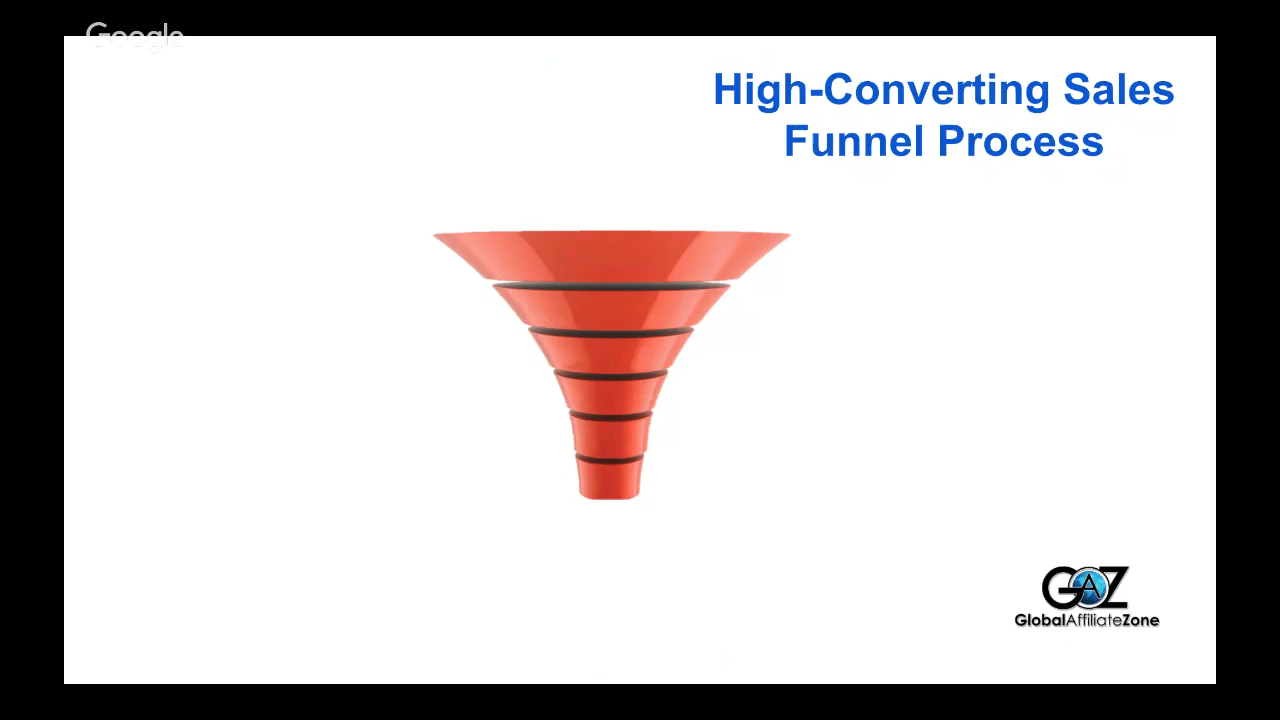 Google
High-Converting Sales
Funnel Process
GAZ
GlobalAffiliateZone